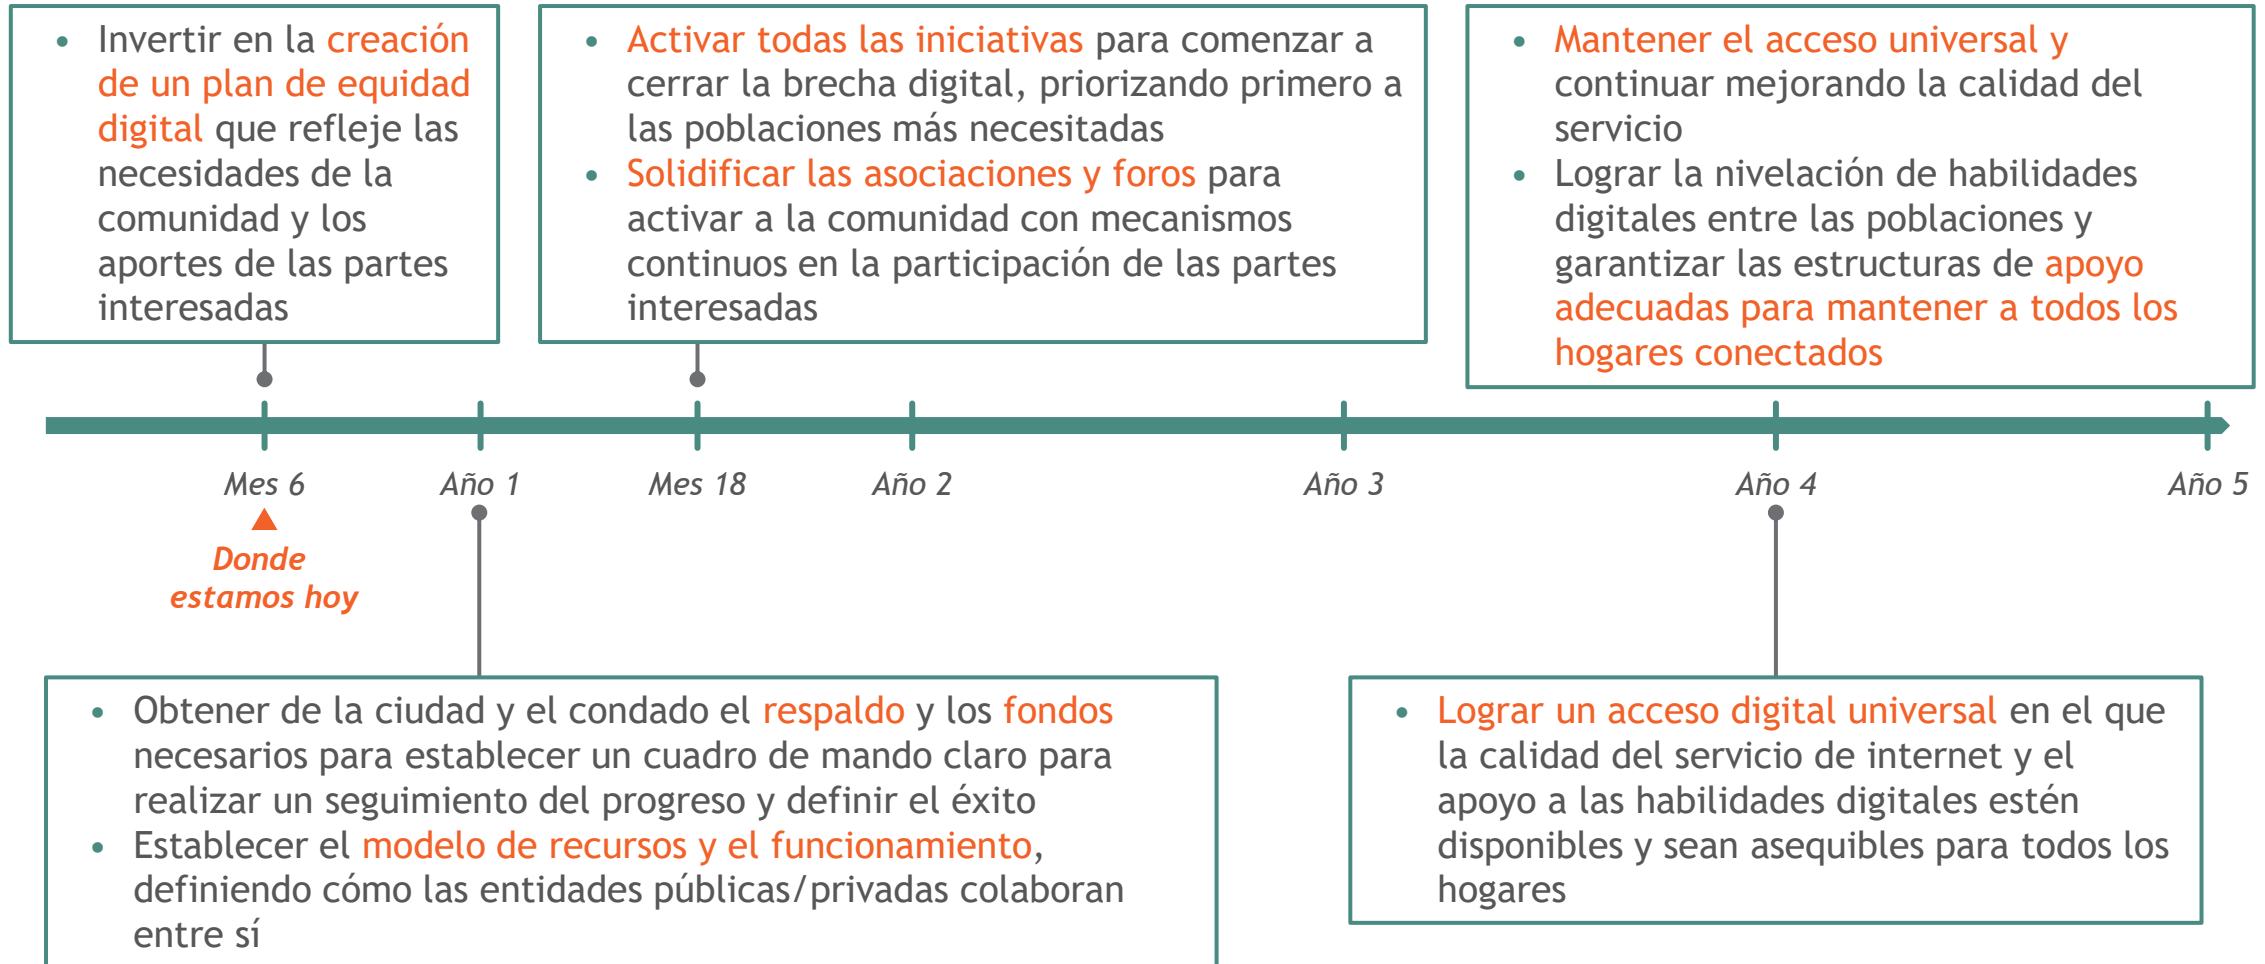 • Invertir en la creación
de un plan de equidad
digital que refleje las
necesidades de la
comunidad y los
aportes de las partes
interesadas
• Activar todas las iniciativas para comenzar a
cerrar la brecha digital, priorizando primero a
las poblaciones más necesitadas
• Solidificar las asociaciones y foros para
activar a la comunidad con mecanismos
continuos en la participación de las partes
interesadas
• Mantener el acceso universal y
continuar mejorando la calidad del
servicio
• Lograr la nivelación de habilidades
digitales entre las poblaciones y
garantizar las estructuras de apoyo
adecuadas para mantener a todos los
hogares conectados
Mes 6
Año 1
Mes 18
Año 2
Año 3
Año 4
Año 5
Donde
estamos hoy
• Obtener de la ciudad y el condado el respaldo y los fondos
necesarios para establecer un cuadro de mando claro para
realizar un seguimiento del progreso y definir el éxito
• Establecer el modelo de recursos y el funcionamiento,
definiendo cómo las entidades públicas/privadas colaboran
entre sí
• Lograr un acceso digital universal en el que
la calidad del servicio de internet y el
apoyo a las habilidades digitales estén
disponibles y sean asequibles para todos los
hogares